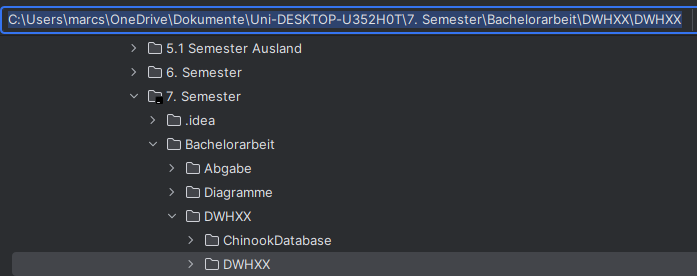 C:\Users\marcs\OneDrive\Dokumente\Uni-DESKTOP-U352H0T\7. Semester\Bachelorarbeit\DWHXX\DWHXX
5.1 Semester Ausland
6. Semester
7. Semester
.idea
Bachelorarbeit
Abgabe
Diagramme
DWHXX
ChinookDatabase
DWHXX